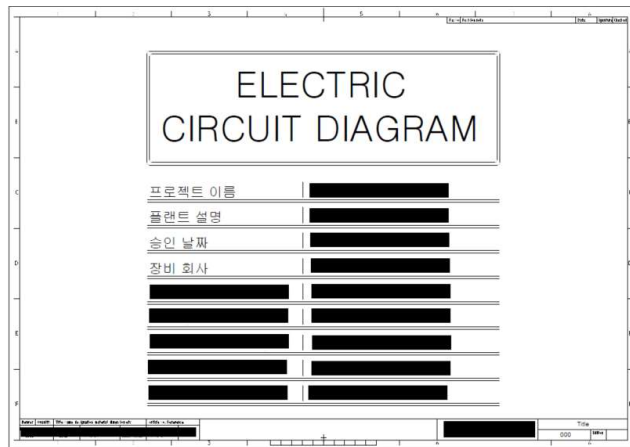 ELECTRIC
CIRCUIT DIAGRAM
프로젝트 이름
플랜트 설명
승인 날짜
장비 회사
Title
000